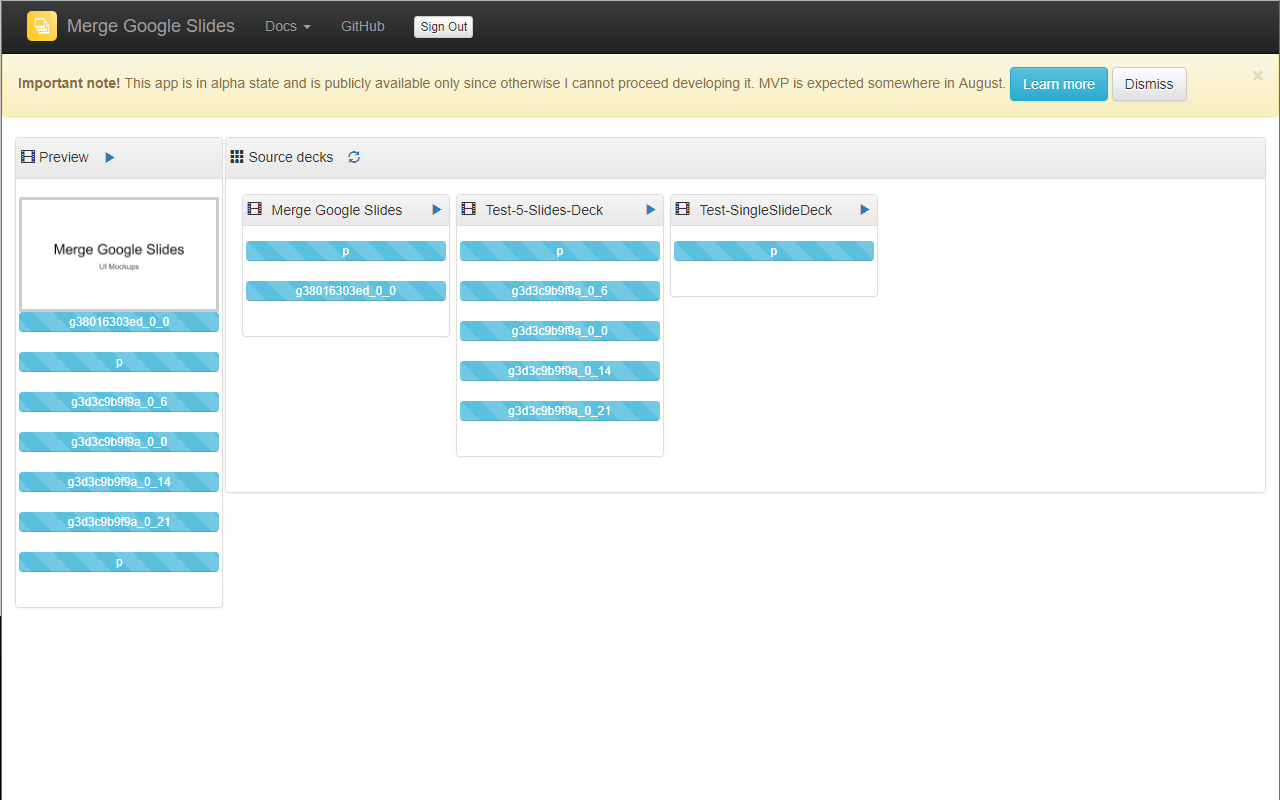 Merge Google Slides Docs GitHub Sign Out
Important note! This app is in alpha state and is publicly available only since otherwise I cannot proceed developing it. MVP is expected somewhere in August. Learn more Dismiss ×
Preview
Merge Google Slides
UI Mockups
g38016303ed_0_0
p
g3d3c9b9f9a_0_6
g3d3c9b9f9a_0_0
g3d3c9b9f9a_0_14
g3d3c9b9f9a_0_21
p
Source decks
Merge Google Slides
p
g38016303ed_0_0
Test-5-Slides-Deck
p
g3d3c9b9f9a_0_6
g3d3c9b9f9a_0_0
g3d3c9b9f9a_0_14
g3d3c9b9f9a_0_21
Test-SingleSlideDeck
p